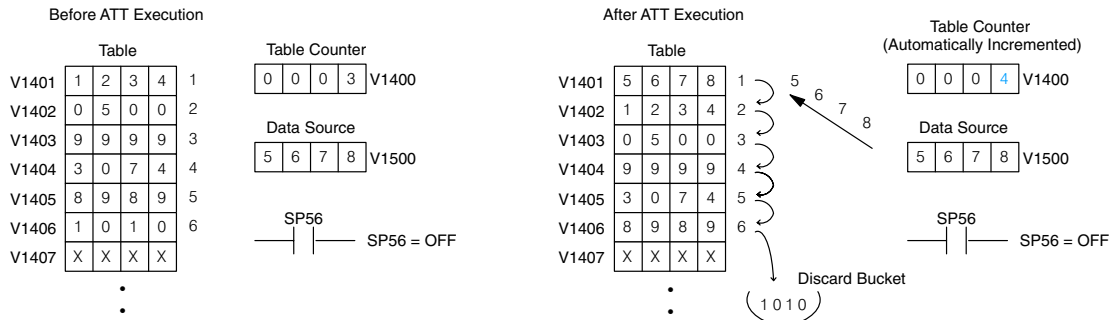 Before ATT Execution
Table
V1401 1 2 3 4 1
V1402 0 5 0 0 2
V1403 9 9 9 9 3
V1404 3 0 7 4 4
V1405 8 9 8 9 5
V1406 1 0 1 0 6
V1407 X X X X
Table Counter
0 0 0 3 V1400
Data Source
5 6 7 8 V1500
SP56
SP56 = OFF
After ATT Execution
Table
V1401 5 6 7 8 1
V1402 1 2 3 4 2
V1403 0 5 0 0 3
V1404 9 9 9 9 4
V1405 3 0 7 4 5
V1406 8 9 8 9 6
V1407 X X X X
5 6 7 8
Discard Bucket
1 0 1 0
Table Counter
(Automatically Incremented)
0 0 0 4 V1400
Data Source
5 6 7 8 V1500
SP56
SP56 = OFF